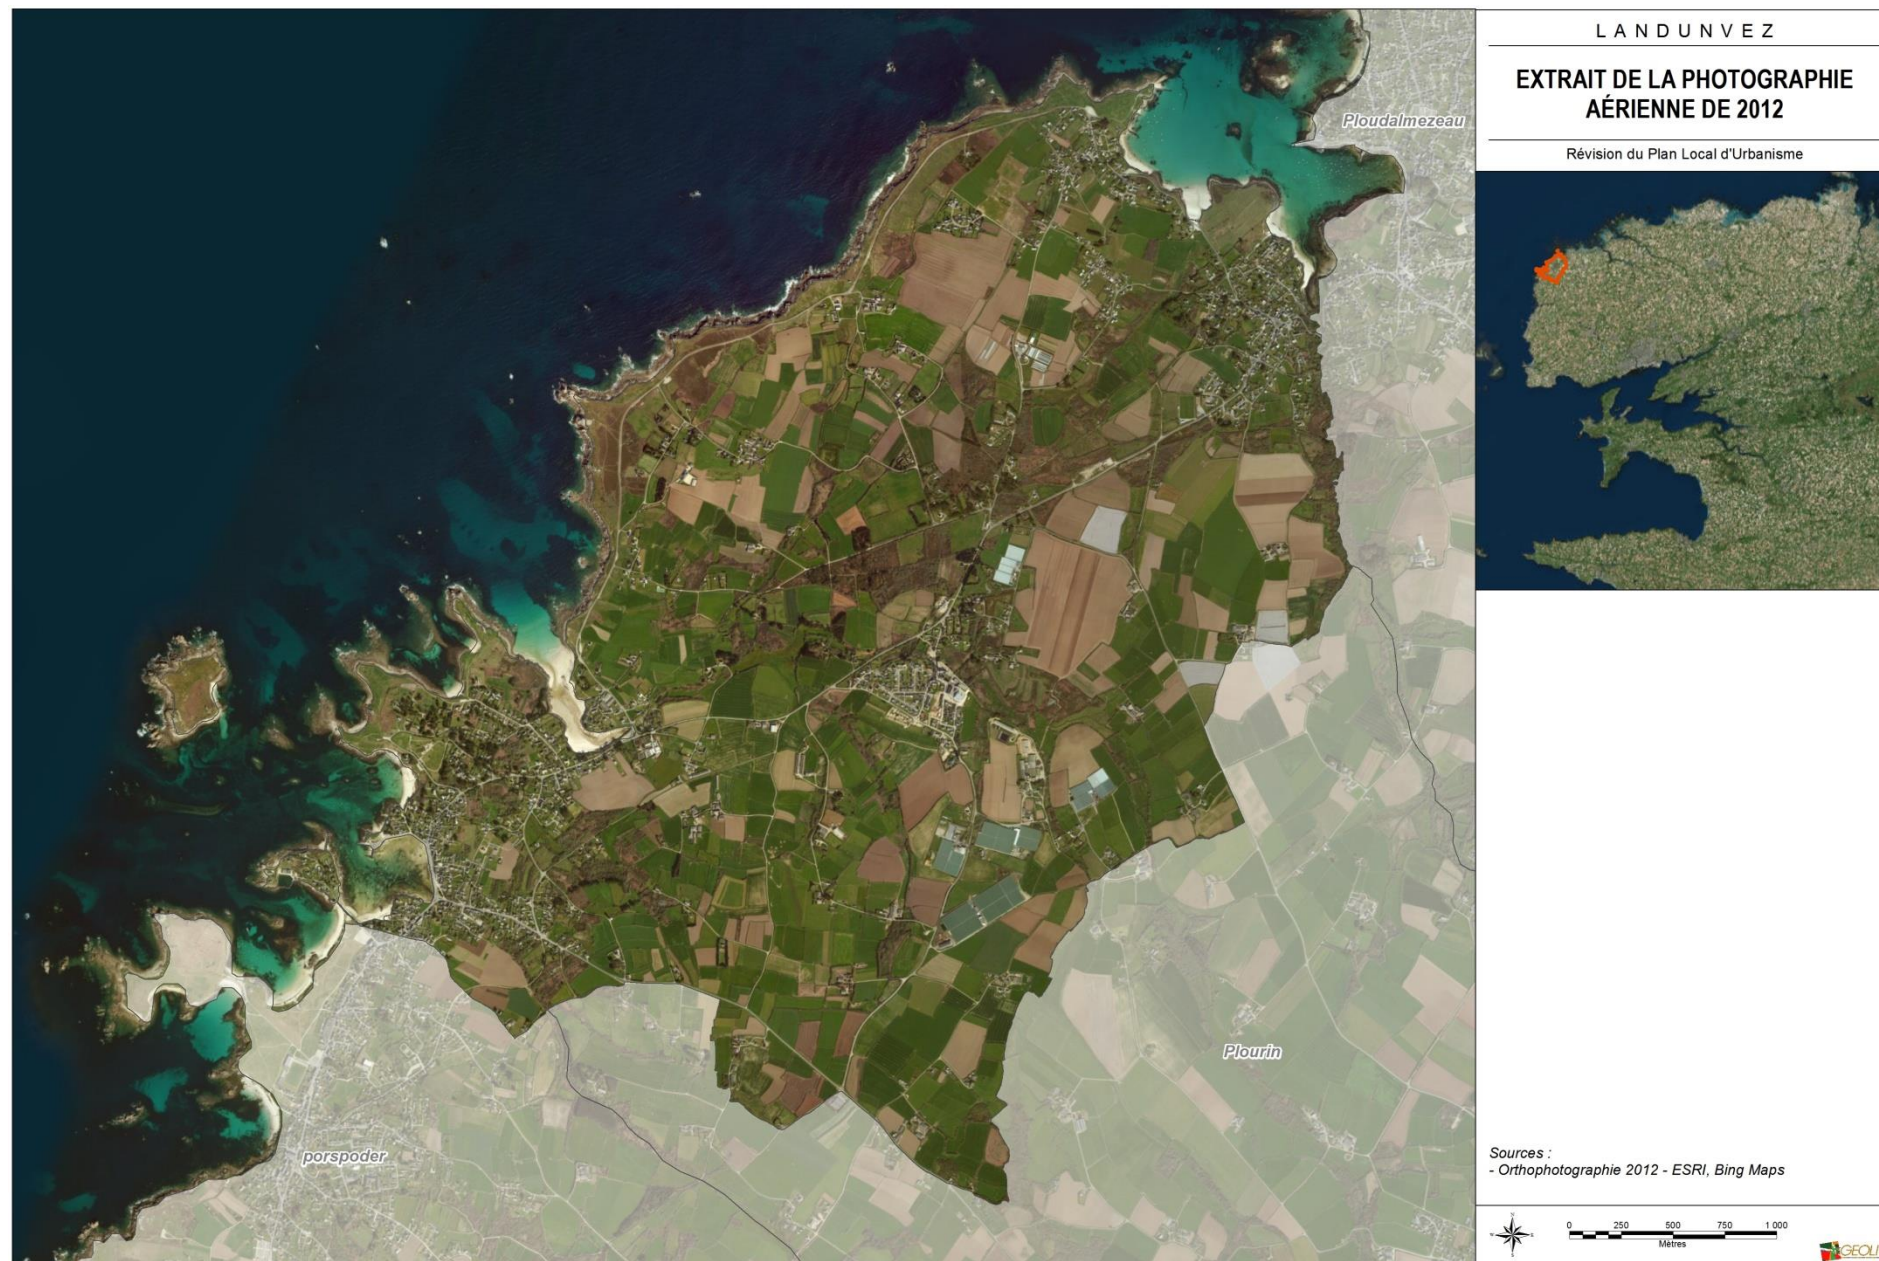 LANDUNVEZ
EXTRAIT DE LA PHOTOGRAPHIE
AÉRIENNE DE 2012
Révision du Plan Local d'Urbanisme
Ploudalmezeau
Plourin
porspoder
Sources :
- Orthophotographie 2012 - ESRI, Bing Maps
0 250 500 750 1 000
Mètres